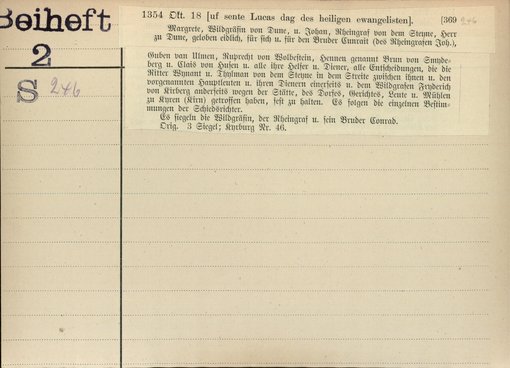 Beiheft
2
S 246
1354 Okt. 18 [uf sente Lucas dag des heiligen ewangelisten]. [369 246
Margrete, Wildgräfin von Dune, u. Johan, Rheingraf von dem Steyne, Herr
zu Dune, geloben eidlich, für sich u. für den Bruder Cunrait (des Rheingrafen Joh.),
Guben van Ulmen, Ruprecht von Wolbestein, Hennen genannt Brun von Smyde-
berg u. Clais von Husen u. alle ihre Helfer u. Diener, alle Entscheidungen, die die
Ritter Wynant u. Thylman von dem Steyne in dem Streite zwischen ihnen u. den
vorgenannten Hauptleuten u. ihren Dienern einerseits u. dem Wildgrafen Fryderich
von Kirberg anderseits wegen der Stätte, des Dorfes, Gerichtes, Leute u. Mühlen
zu Kyren (Kirn) getroffen haben, fest zu halten. Es folgen die einzelnen Bestim-
mungen der Schiedsrichter.
Es siegeln die Wildgräfin, der Rheingraf u. sein Bruder Conrad.
Orig. 3 Siegel; Kyrburg Nr. 46.